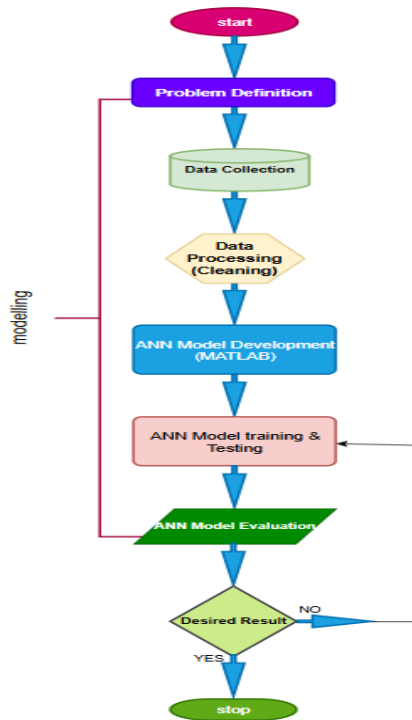 start
Problem Definition
Data Collection
Data
Processing
(Cleaning)
modelling
ANN Model Development
(MATLAB)
ANN Model training &
Testing
ANN Model Evaluation
Desired Result
NO
YES
stop